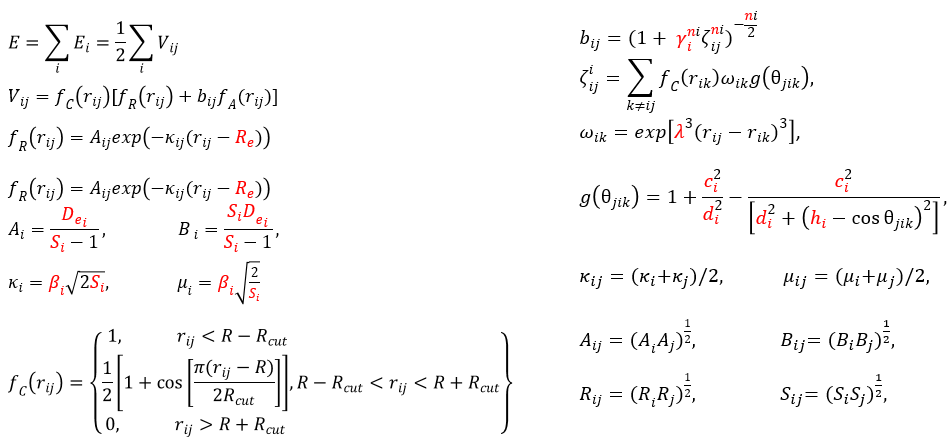 E = ∑_i E_i = 1/2 ∑_i V_ij
V_ij = f_C(r_ij)[f_R(r_ij) + b_ij f_A(r_ij)]
f_R(r_ij) = A_ij exp(−κ_ij(r_ij − R_e))
f_R(r_ij) = A_ij exp(−κ_ij(r_ij − R_e))
A_i = D_e_i / (S_i − 1), B_i = S_i D_e_i / (S_i − 1),
κ_i = β_i √(2S_i), μ_i = β_i √(2/S_i)
f_C(r_ij) = { 1, r_ij < R − R_cut
1/2 [1 + cos [π(r_ij − R) / 2R_cut]], R − R_cut < r_ij < R + R_cut
0, r_ij > R + R_cut }
b_ij = (1 + γ_i^ni ζ_ij^ni)^(−ni/2)
ζ_ij^i = ∑_(k≠ij) f_C(r_ik) ω_ik g(θ_jik),
ω_ik = exp[λ^3 (r_ij − r_ik)^3],
g(θ_jik) = 1 + c_i^2 / d_i^2 − c_i^2 / [d_i^2 + (h_i − cos θ_jik)^2],
κ_ij = (κ_i+κ_j)/2, μ_ij = (μ_i+μ_j)/2,
A_ij = (A_i A_j)^(1/2), B_ij = (B_i B_j)^(1/2),
R_ij = (R_i R_j)^(1/2), S_ij = (S_i S_j)^(1/2),